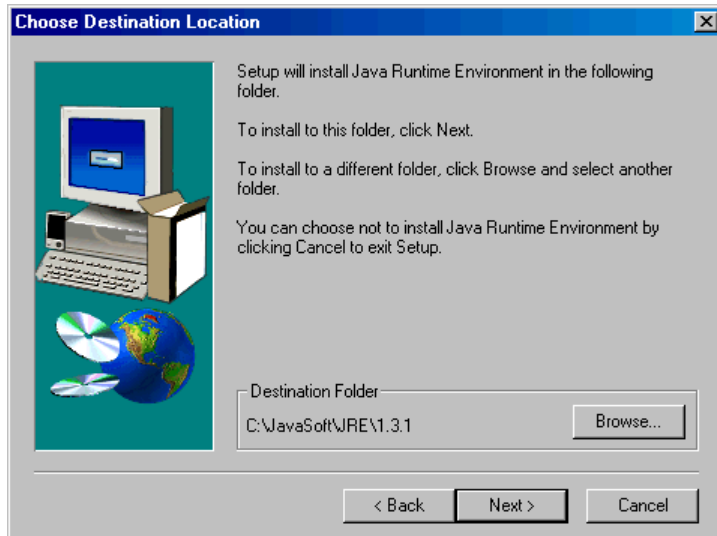 Choose Destination Location
Setup will install Java Runtime Environment in the following
folder.
To install to this folder, click Next.
To install to a different folder, click Browse and select another
folder.
You can choose not to install Java Runtime Environment by
clicking Cancel to exit Setup.
Destination Folder
C:\JavaSoft\JRE\1.3.1
Browse...
< Back
Next >
Cancel